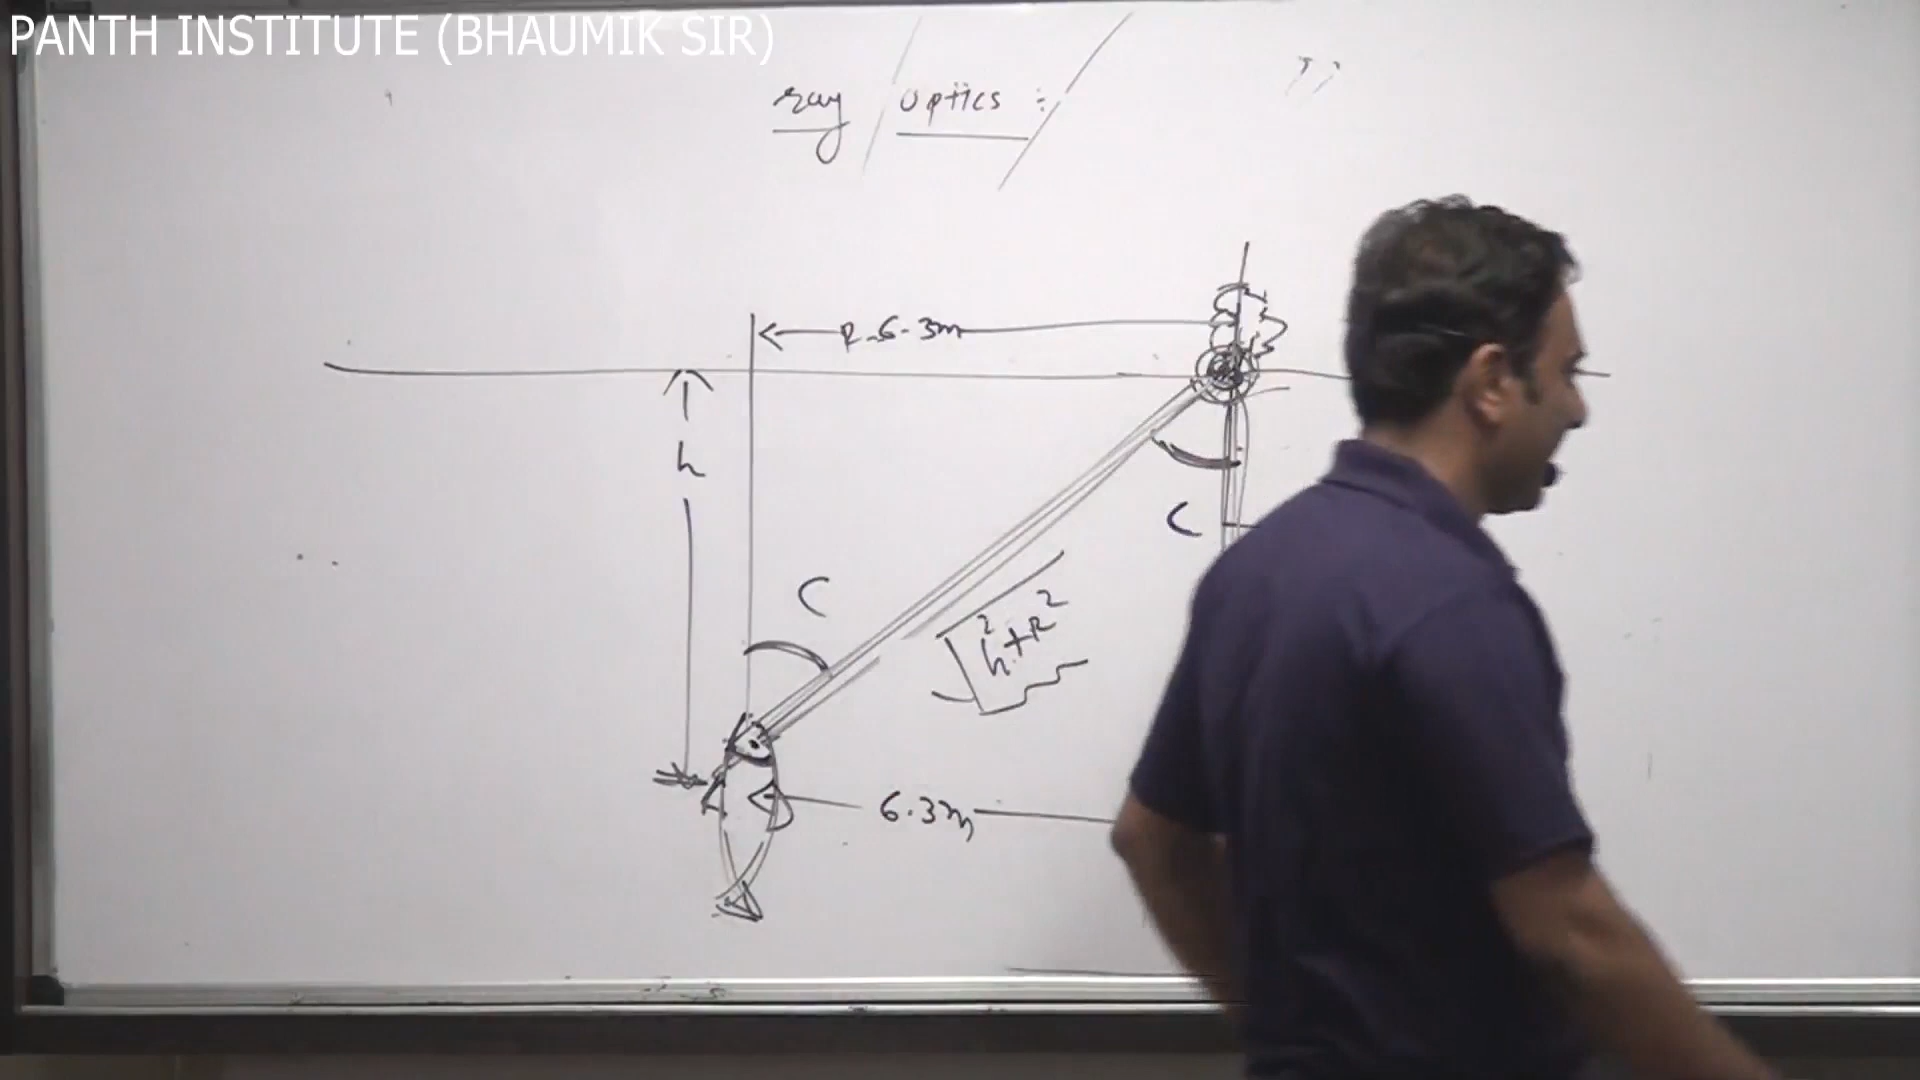 PANTH INSTITUTE (BHAUMIK SIR)
ray optics :
R = 6.3m
h
C
C
√h²+R²
6.3m